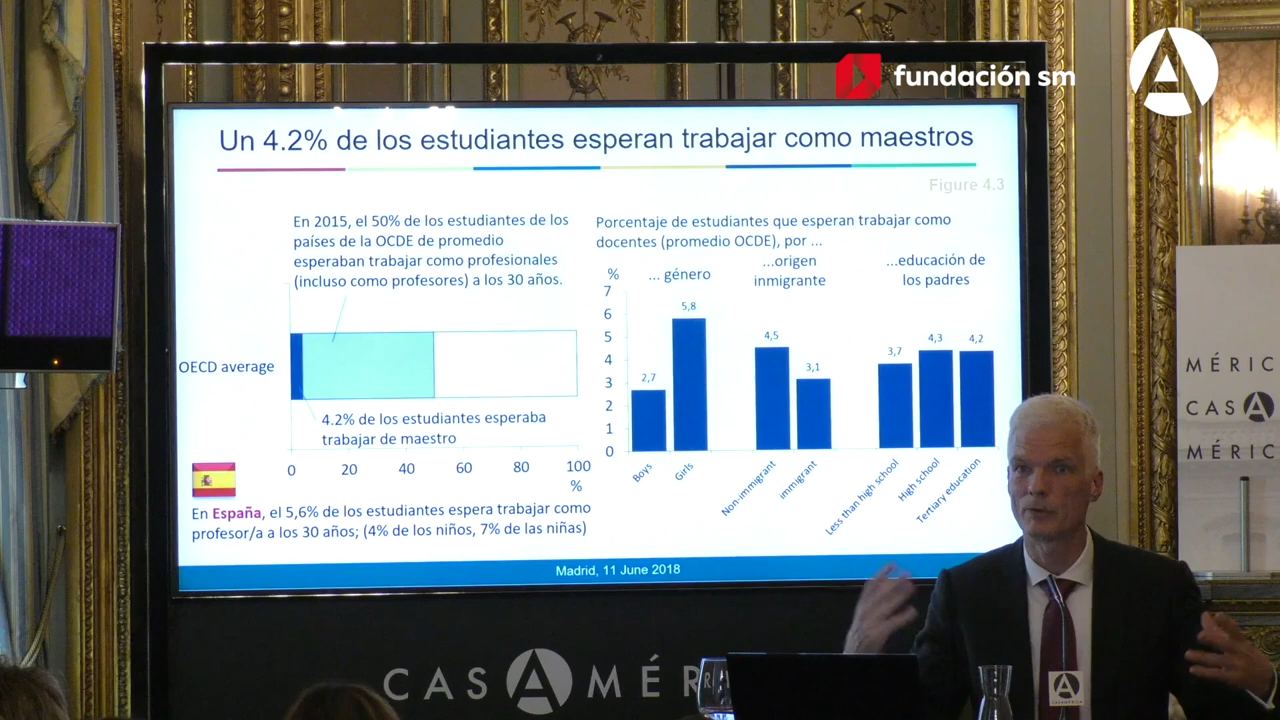 fundación sm
Un 4.2% de los estudiantes esperan trabajar como maestros
Figure 4.3
En 2015, el 50% de los estudiantes de los
países de la OCDE de promedio
esperaban trabajar como profesionales
(incluso como profesores) a los 30 años.
OECD average
4.2% de los estudiantes esperaba
trabajar de maestro
0 20 40 60 80 100
%
En España, el 5,6% de los estudiantes espera trabajar como
profesor/a a los 30 años; (4% de los niños, 7% de las niñas)
Porcentaje de estudiantes que esperan trabajar como
docentes (promedio OCDE), por ...
... género
...origen
inmigrante
...educación de
los padres
%
7
6
5
4
3
2
1
0
2,7
5,8
4,5
3,1
3,7
4,3
4,2
Boys
Girls
Non-immigrant
immigrant
Less than high school
High school
Tertiary education
Madrid, 11 June 2018
CASAMÉR
MÉRIC
CASA
MÉRIC